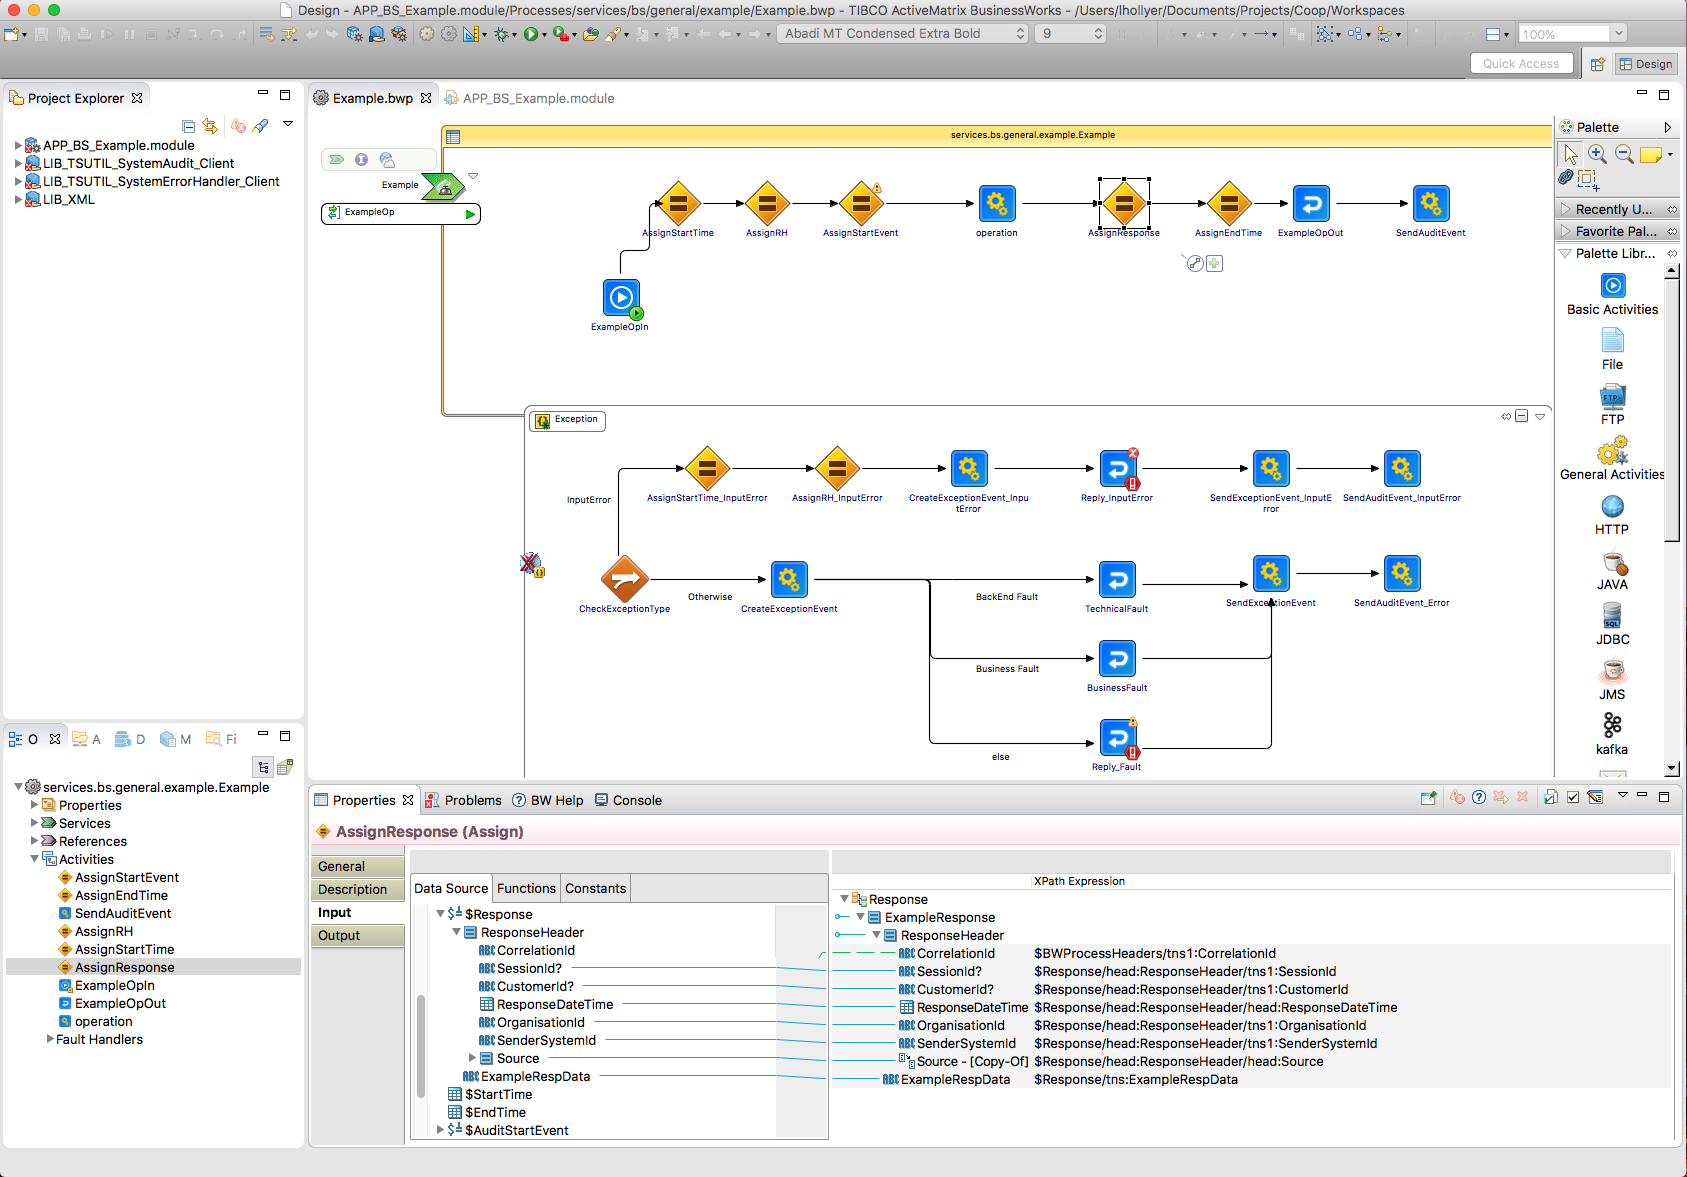 Design - APP_BS_Example.module/Processes/services/bs/general/example/Example.bwp - TIBCO ActiveMatrix BusinessWorks - /Users/lhollyer/Documents/Projects/Coop/Workspaces
Abadi MT Condensed Extra Bold
9
100%
Quick Access
Design
Project Explorer
APP_BS_Example.module
LIB_TSUTIL_SystemAudit_Client
LIB_TSUTIL_SystemErrorHandler_Client
LIB_XML
Example.bwp
APP_BS_Example.module
services.bs.general.example.Example
Example
ExampleOp
AssignStartTime
AssignRH
AssignStartEvent
operation
AssignResponse
AssignEndTime
ExampleOpOut
SendAuditEvent
ExampleOpIn
Exception
InputError
AssignStartTime_InputError
AssignRH_InputError
CreateExceptionEvent_Inpu
tError
Reply_InputError
SendExceptionEvent_InputE
rror
SendAuditEvent_InputError
CheckExceptionType
Otherwise
CreateExceptionEvent
BackEnd Fault
TechnicalFault
SendExceptionEvent
SendAuditEvent_Error
Business Fault
BusinessFault
else
Reply_Fault
Palette
Recently U...
Favorite Pal...
Palette Libr...
Basic Activities
File
FTP
FTP
General Activities
HTTP
JAVA
SQL
JDBC
JMS
kafka
O
A
D
M
Fi
services.bs.general.example.Example
Properties
Services
References
Activities
AssignStartEvent
AssignEndTime
SendAuditEvent
AssignRH
AssignStartTime
AssignResponse
ExampleOpIn
ExampleOpOut
operation
Fault Handlers
Properties
Problems
BW Help
Console
AssignResponse (Assign)
General
Description
Input
Output
Data Source
Functions
Constants
$Response
ResponseHeader
CorrelationId
SessionId?
CustomerId?
ResponseDateTime
OrganisationId
SenderSystemId
Source
ExampleRespData
$StartTime
$EndTime
$AuditStartEvent
XPath Expression
Response
ExampleResponse
ResponseHeader
CorrelationId $BWProcessHeaders/tns1:CorrelationId
SessionId? $Response/head:ResponseHeader/tns1:SessionId
CustomerId? $Response/head:ResponseHeader/tns1:CustomerId
ResponseDateTime $Response/head:ResponseHeader/head:ResponseDateTime
OrganisationId $Response/head:ResponseHeader/tns1:OrganisationId
SenderSystemId $Response/head:ResponseHeader/tns1:SenderSystemId
Source - [Copy-Of] $Response/head:ResponseHeader/head:Source
ExampleRespData $Response/tns:ExampleRespData